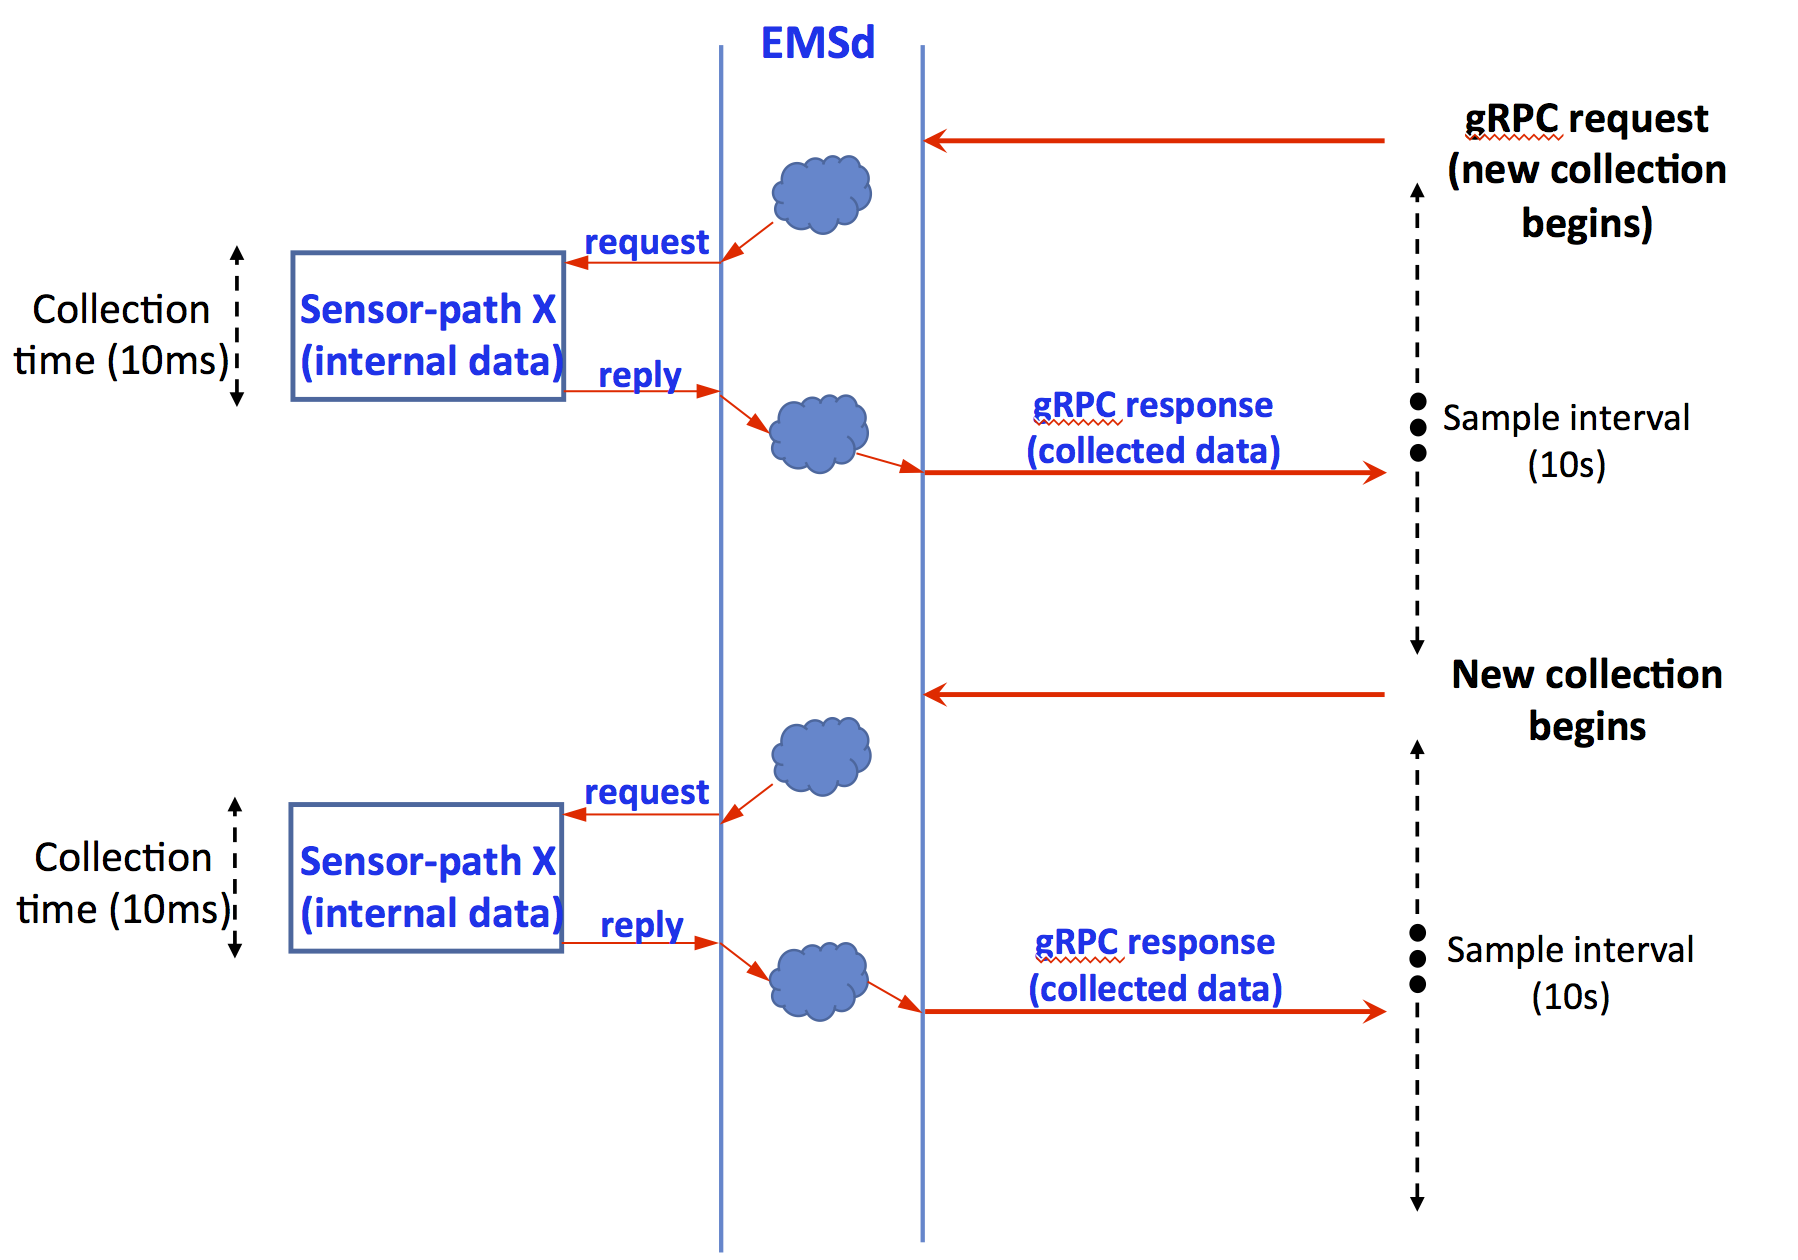 EMSd
gRPC request
(new collection
begins)
request
Collection
time (10ms)
Sensor-path X
(internal data)
reply
gRPC response
(collected data)
Sample interval
(10s)
New collection
begins
request
Collection
time (10ms)
Sensor-path X
(internal data)
reply
gRPC response
(collected data)
Sample interval
(10s)